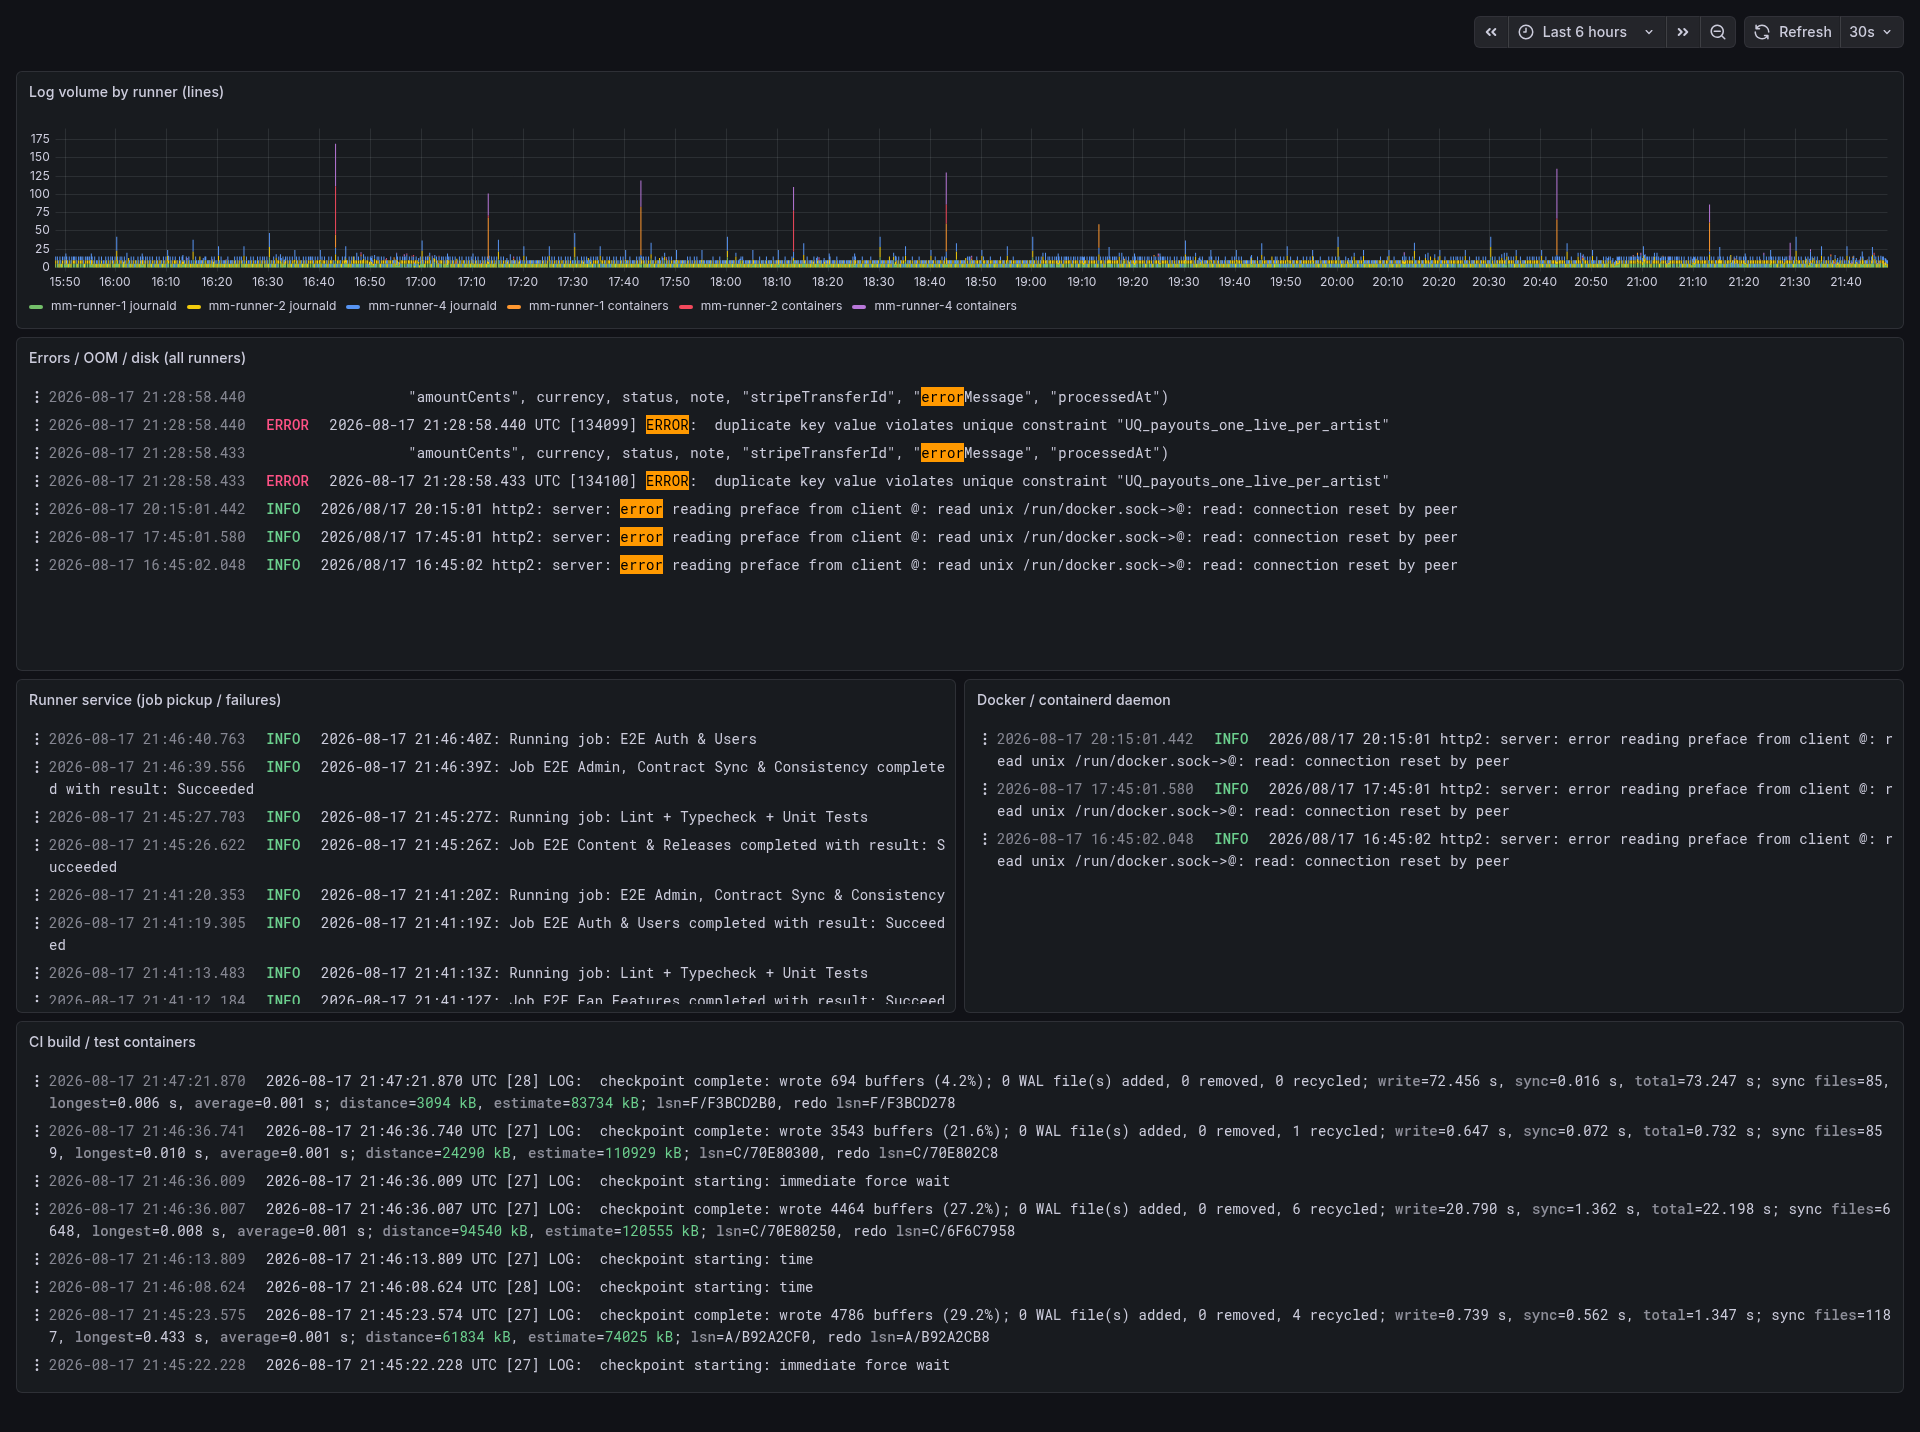 Last 6 hours
Refresh
30s
Log volume by runner (lines)
175
150
125
100
75
50
25
0
15:50 16:00 16:10 16:20 16:30 16:40 16:50 17:00 17:10 17:20 17:30 17:40 17:50 18:00 18:10 18:20 18:30 18:40 18:50 19:00 19:10 19:20 19:30 19:40 19:50 20:00 20:10 20:20 20:30 20:40 20:50 21:00 21:10 21:20 21:30 21:40
mm-runner-1 journald mm-runner-2 journald mm-runner-4 journald mm-runner-1 containers mm-runner-2 containers mm-runner-4 containers
Errors / OOM / disk (all runners)
2026-08-17 21:28:58.440 "amountCents", currency, status, note, "stripeTransferId", "errorMessage", "processedAt")
2026-08-17 21:28:58.440 ERROR 2026-08-17 21:28:58.440 UTC [134099] ERROR: duplicate key value violates unique constraint "UQ_payouts_one_live_per_artist"
2026-08-17 21:28:58.433 "amountCents", currency, status, note, "stripeTransferId", "errorMessage", "processedAt")
2026-08-17 21:28:58.433 ERROR 2026-08-17 21:28:58.433 UTC [134100] ERROR: duplicate key value violates unique constraint "UQ_payouts_one_live_per_artist"
2026-08-17 20:15:01.442 INFO 2026/08/17 20:15:01 http2: server: error reading preface from client @: read unix /run/docker.sock->@: read: connection reset by peer
2026-08-17 17:45:01.580 INFO 2026/08/17 17:45:01 http2: server: error reading preface from client @: read unix /run/docker.sock->@: read: connection reset by peer
2026-08-17 16:45:02.048 INFO 2026/08/17 16:45:02 http2: server: error reading preface from client @: read unix /run/docker.sock->@: read: connection reset by peer
Runner service (job pickup / failures)
2026-08-17 21:46:40.763 INFO 2026-08-17 21:46:40Z: Running job: E2E Auth & Users
2026-08-17 21:46:39.556 INFO 2026-08-17 21:46:39Z: Job E2E Admin, Contract Sync & Consistency complete
d with result: Succeeded
2026-08-17 21:45:27.703 INFO 2026-08-17 21:45:27Z: Running job: Lint + Typecheck + Unit Tests
2026-08-17 21:45:26.622 INFO 2026-08-17 21:45:26Z: Job E2E Content & Releases completed with result: S
ucceeded
2026-08-17 21:41:20.353 INFO 2026-08-17 21:41:20Z: Running job: E2E Admin, Contract Sync & Consistency
2026-08-17 21:41:19.305 INFO 2026-08-17 21:41:19Z: Job E2E Auth & Users completed with result: Succeed
ed
2026-08-17 21:41:13.483 INFO 2026-08-17 21:41:13Z: Running job: Lint + Typecheck + Unit Tests
2026-08-17 21:41:12.184 INFO 2026-08-17 21:41:12Z: Job E2E Fan Features completed with result: Succeed
Docker / containerd daemon
2026-08-17 20:15:01.442 INFO 2026/08/17 20:15:01 http2: server: error reading preface from client @: r
ead unix /run/docker.sock->@: read: connection reset by peer
2026-08-17 17:45:01.580 INFO 2026/08/17 17:45:01 http2: server: error reading preface from client @: r
ead unix /run/docker.sock->@: read: connection reset by peer
2026-08-17 16:45:02.048 INFO 2026/08/17 16:45:02 http2: server: error reading preface from client @: r
ead unix /run/docker.sock->@: read: connection reset by peer
CI build / test containers
2026-08-17 21:47:21.870 2026-08-17 21:47:21.870 UTC [28] LOG: checkpoint complete: wrote 694 buffers (4.2%); 0 WAL file(s) added, 0 removed, 0 recycled; write=72.456 s, sync=0.016 s, total=73.247 s; sync files=85,
longest=0.006 s, average=0.001 s; distance=3094 kB, estimate=83734 kB; lsn=F/F3BCD2B0, redo lsn=F/F3BCD278
2026-08-17 21:46:36.741 2026-08-17 21:46:36.740 UTC [27] LOG: checkpoint complete: wrote 3543 buffers (21.6%); 0 WAL file(s) added, 0 removed, 1 recycled; write=0.647 s, sync=0.072 s, total=0.732 s; sync files=85
9, longest=0.010 s, average=0.001 s; distance=24290 kB, estimate=110929 kB; lsn=C/70E80300, redo lsn=C/70E802C8
2026-08-17 21:46:36.009 2026-08-17 21:46:36.009 UTC [27] LOG: checkpoint starting: immediate force wait
2026-08-17 21:46:36.007 2026-08-17 21:46:36.007 UTC [27] LOG: checkpoint complete: wrote 4464 buffers (27.2%); 0 WAL file(s) added, 0 removed, 6 recycled; write=20.790 s, sync=1.362 s, total=22.198 s; sync files=6
648, longest=0.008 s, average=0.001 s; distance=94540 kB, estimate=120555 kB; lsn=C/70E80250, redo lsn=C/6F6C7958
2026-08-17 21:46:13.809 2026-08-17 21:46:13.809 UTC [27] LOG: checkpoint starting: time
2026-08-17 21:46:08.624 2026-08-17 21:46:08.624 UTC [28] LOG: checkpoint starting: time
2026-08-17 21:45:23.575 2026-08-17 21:45:23.574 UTC [27] LOG: checkpoint complete: wrote 4786 buffers (29.2%); 0 WAL file(s) added, 0 removed, 4 recycled; write=0.739 s, sync=0.562 s, total=1.347 s; sync files=118
7, longest=0.433 s, average=0.001 s; distance=61834 kB, estimate=74025 kB; lsn=A/B92A2CF0, redo lsn=A/B92A2CB8
2026-08-17 21:45:22.228 2026-08-17 21:45:22.228 UTC [27] LOG: checkpoint starting: immediate force wait